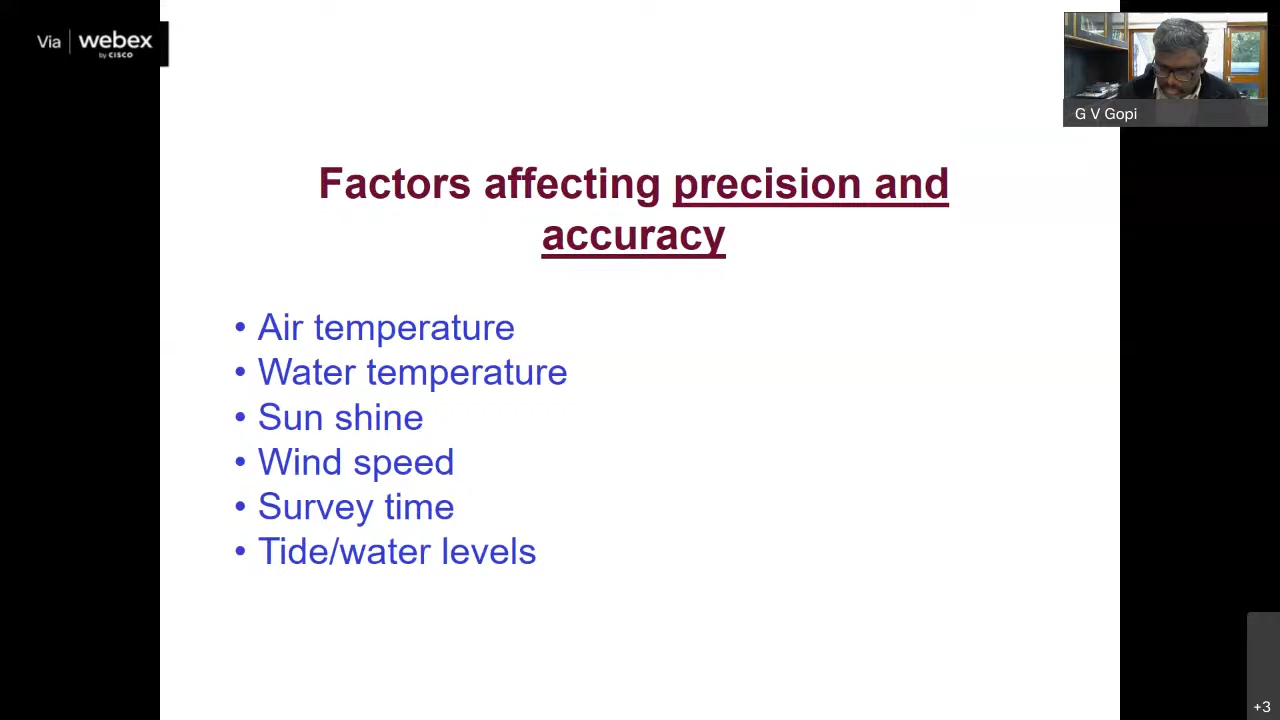 Via webex
by CISCO
G V Gopi
Factors affecting precision and
accuracy
• Air temperature
• Water temperature
• Sun shine
• Wind speed
• Survey time
• Tide/water levels
+3